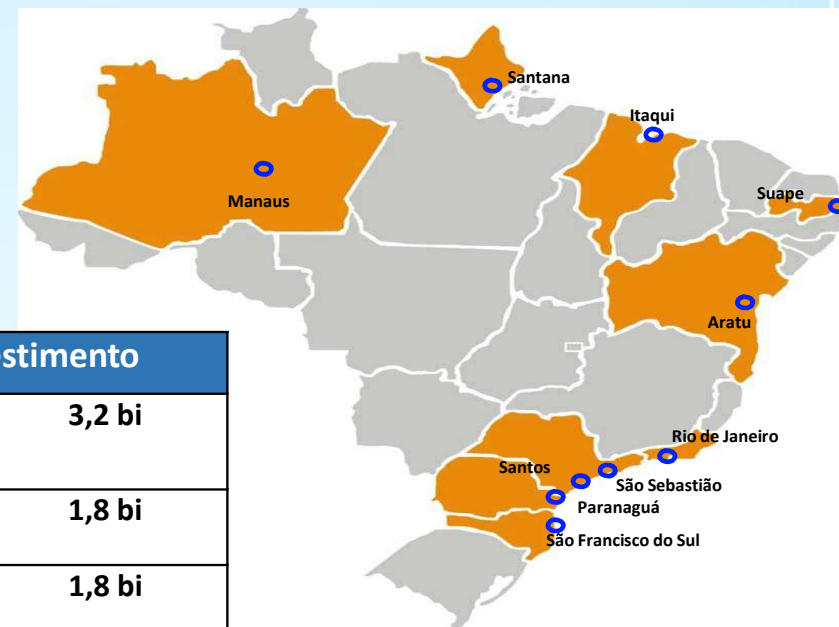 Santana
Itaqui
Suape
Manaus
Aratu
Rio de Janeiro
Santos
São Sebastião
Paranaguá
São Francisco do Sul
3,2 bi
1,8 bi
1,8 bi